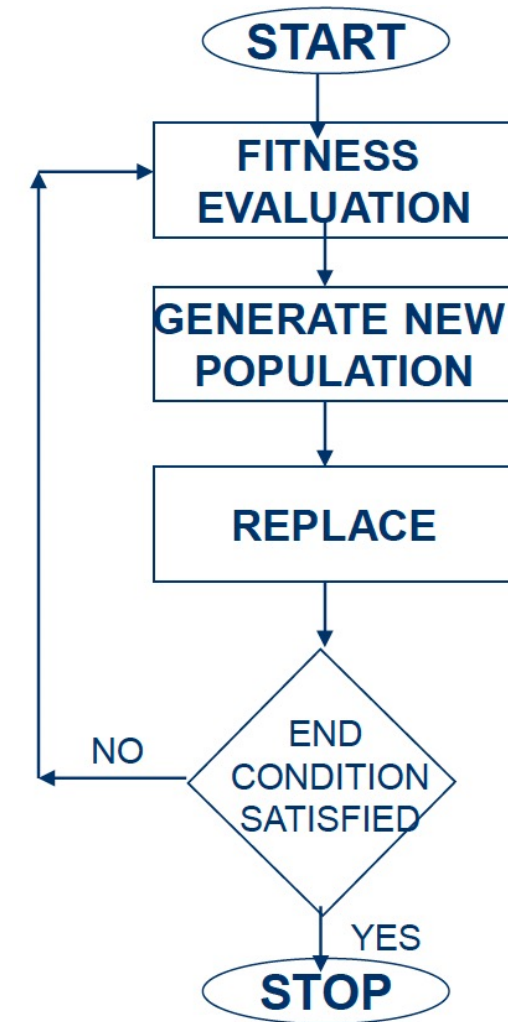 START
FITNESS
EVALUATION
GENERATE NEW
POPULATION
REPLACE
END
CONDITION
SATISFIED
NO
YES
STOP